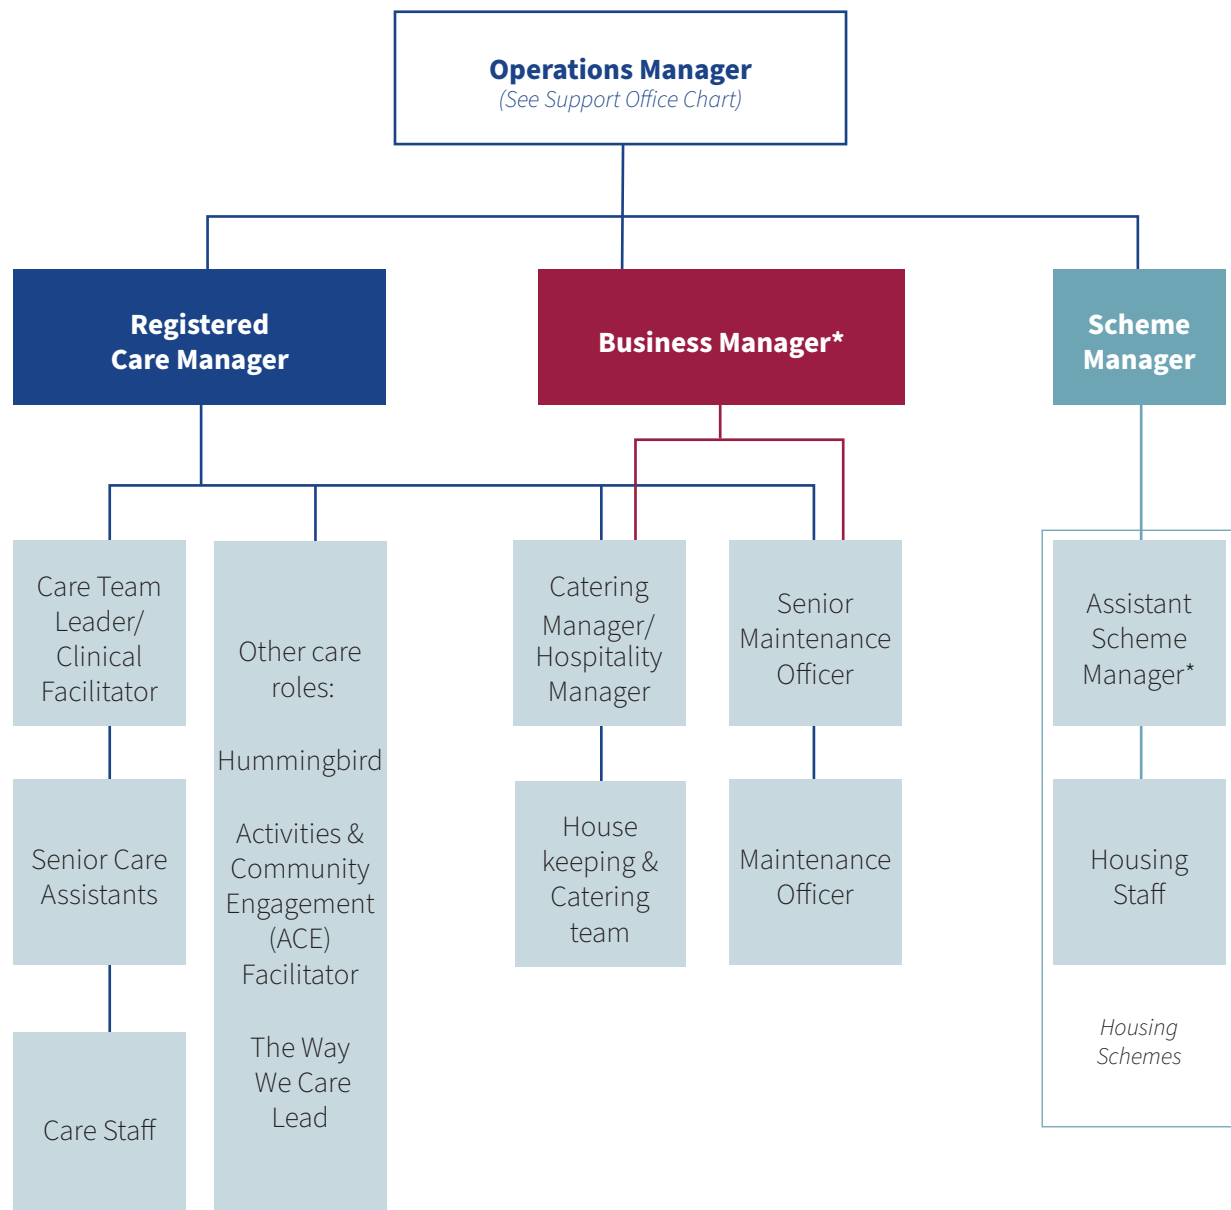 Operations Manager
(See Support Office Chart)
Registered
Care Manager
Business Manager*
Scheme
Manager
Care Team
Leader/
Clinical
Facilitator
Other care
roles:
Hummingbird
Activities &
Community
Engagement
(ACE)
Facilitator
The Way
We Care
Lead
Catering
Manager/
Hospitality
Manager
Senior
Maintenance
Officer
Assistant
Scheme
Manager*
Senior Care
Assistants
House
keeping &
Catering
team
Maintenance
Officer
Housing
Staff
Care Staff
Housing
Schemes